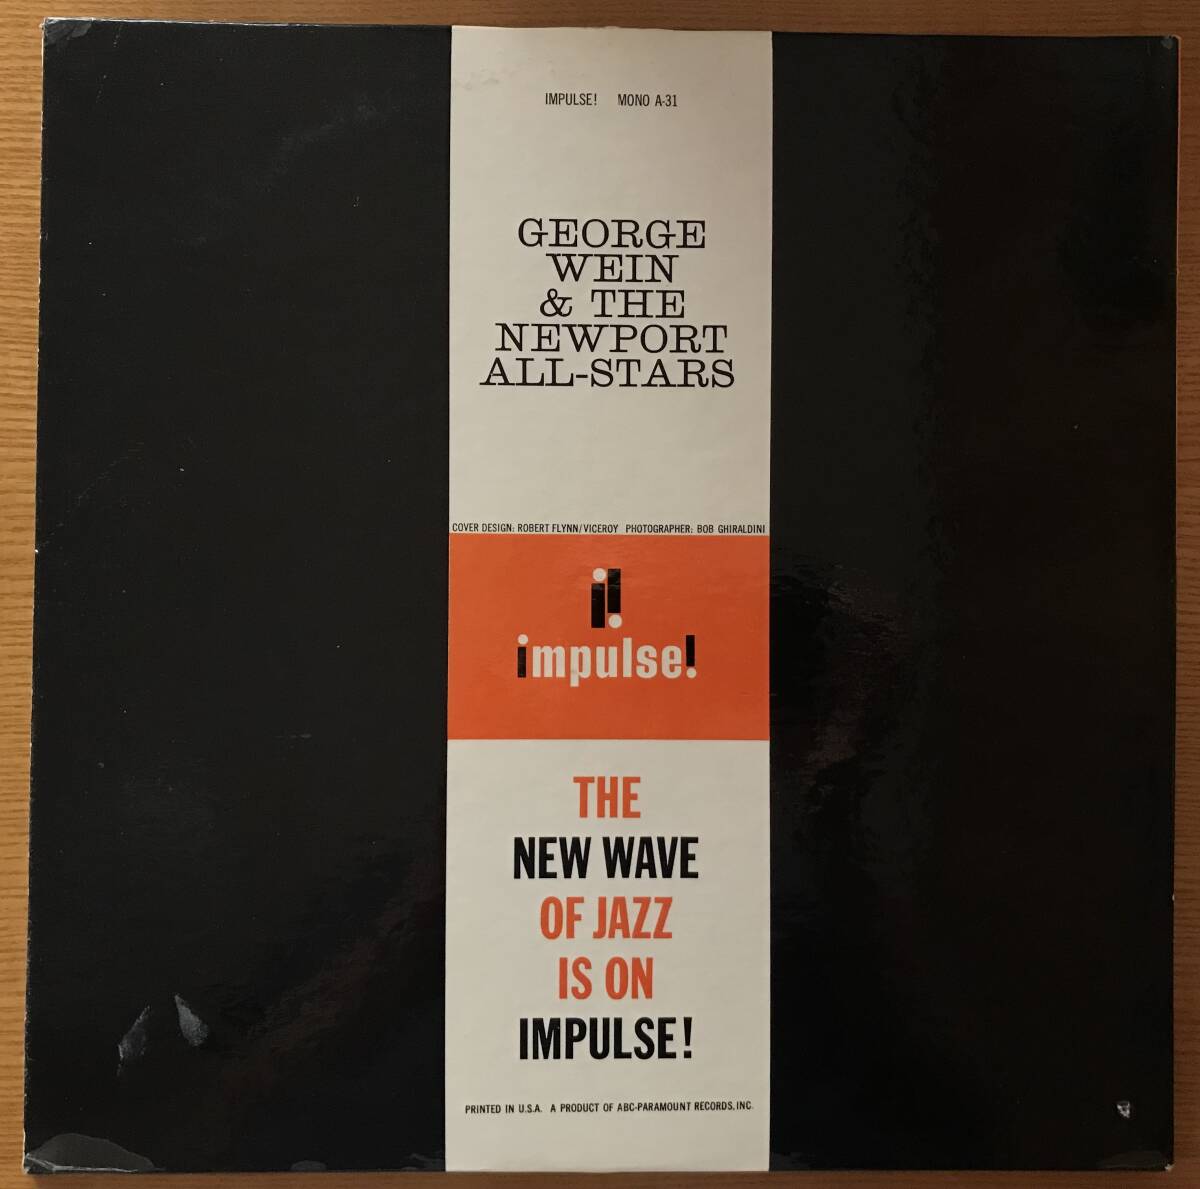 IMPULSE! MONO A-31
GEORGE
WEIN
& THE
NEWPORT
ALL-STARS
COVER DESIGN: ROBERT FLYNN/VICEROY PHOTOGRAPHER: BOB GHIRALDINI
impulse!
THE
NEW WAVE
OF JAZZ
IS ON
IMPULSE!
PRINTED IN U.S.A. A PRODUCT OF ABC-PARAMOUNT RECORDS, INC.